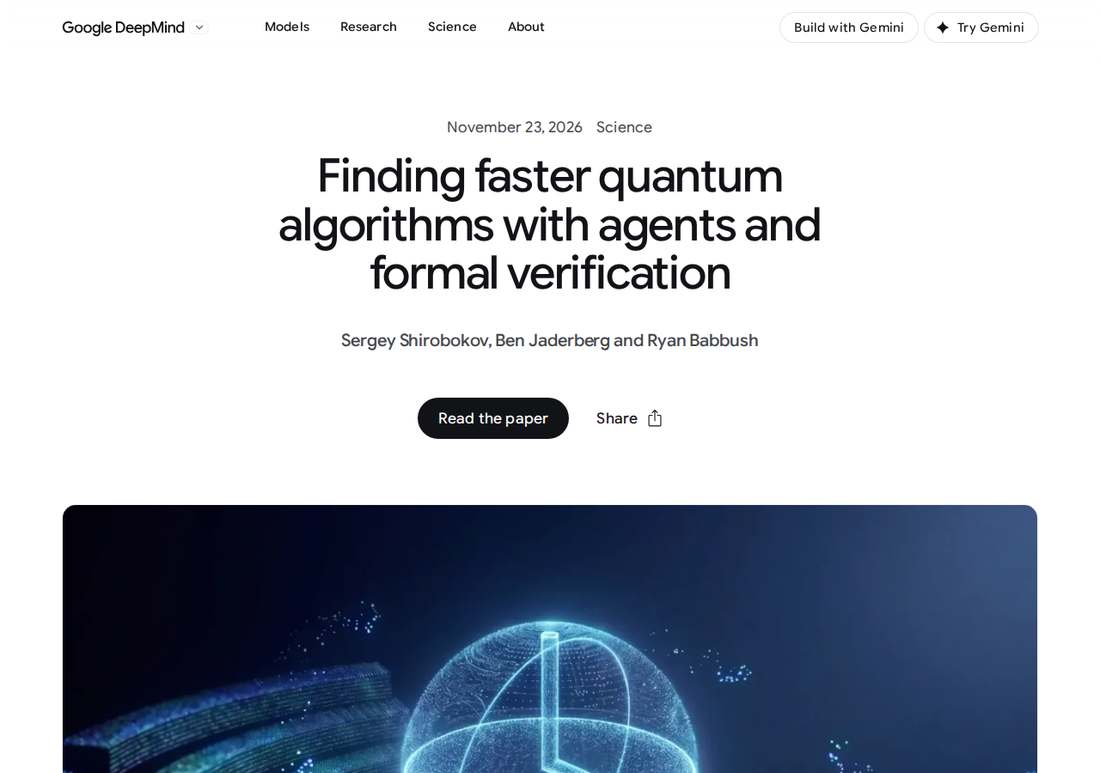 Google DeepMind
Models
Research
Science
About
Build with Gemini
Try Gemini
November 23, 2026 Science
Finding faster quantum
algorithms with agents and
formal verification
Sergey Shirobokov, Ben Jaderberg and Ryan Babbush
Read the paper
Share